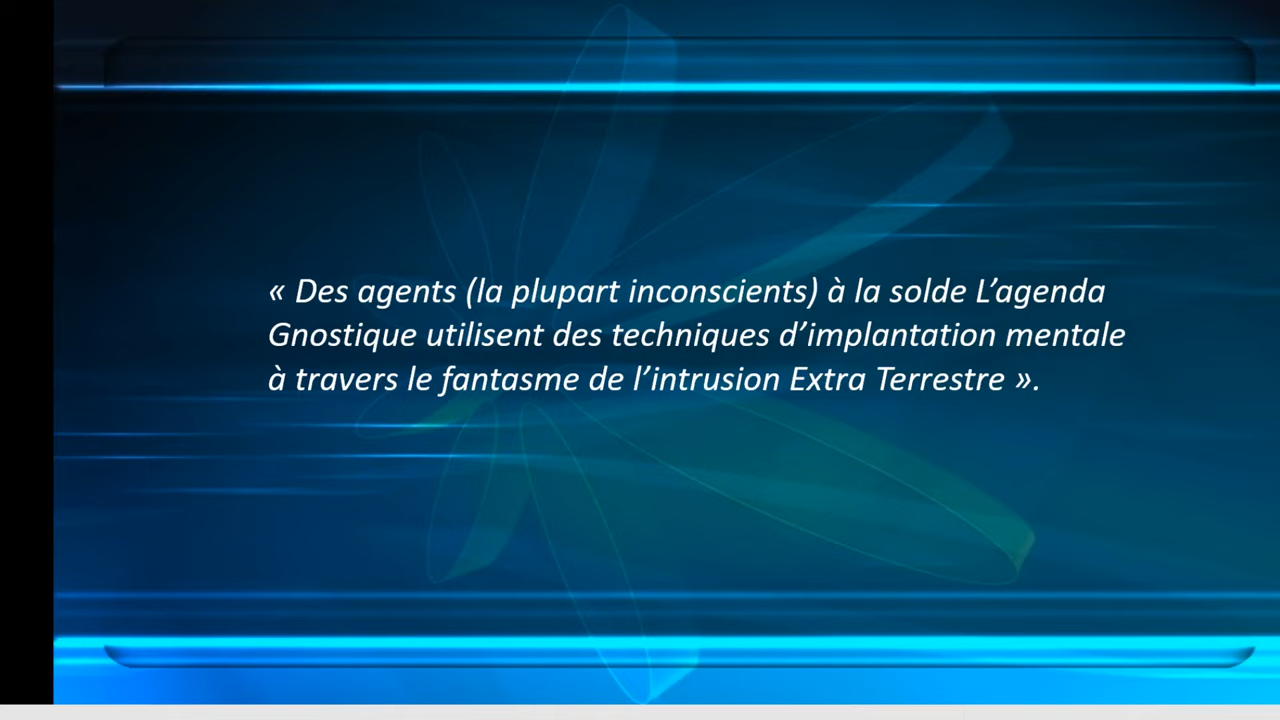 « Des agents (la plupart inconscients) à la solde L’agenda
Gnostique utilisent des techniques d’implantation mentale
à travers le fantasme de l’intrusion Extra Terrestre ».